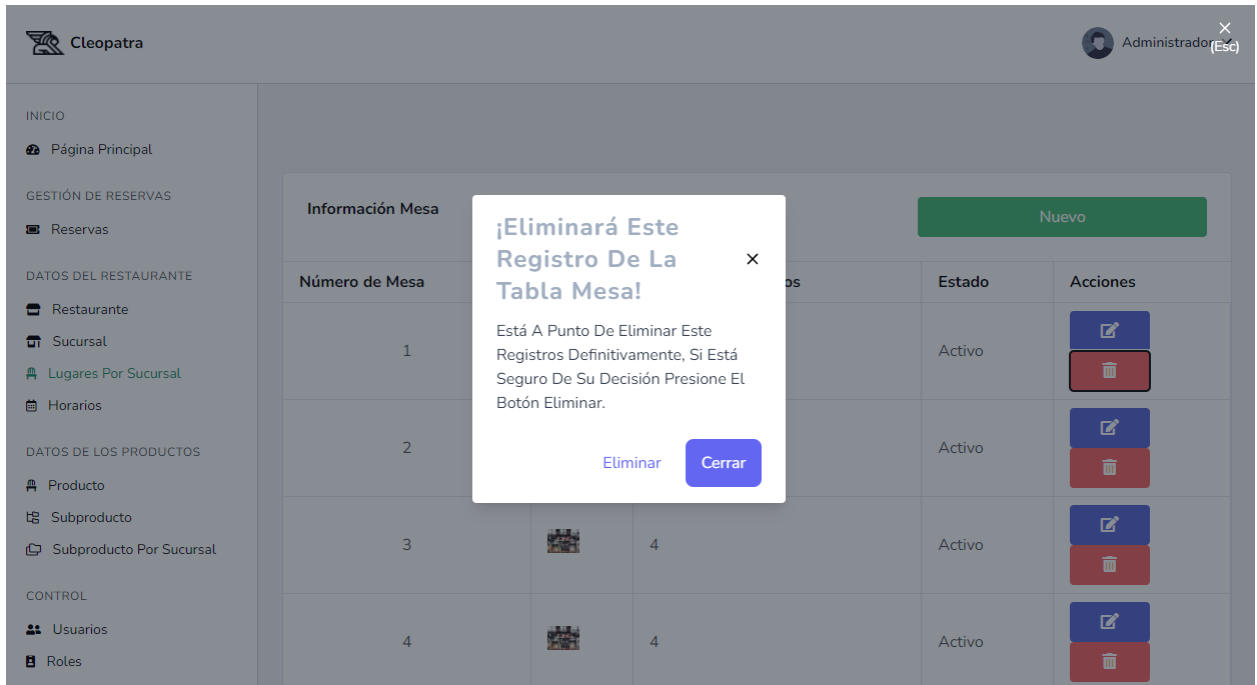 Cleopatra
Administrador
(Esc)
INICIO
Página Principal
GESTIÓN DE RESERVAS
Reservas
DATOS DEL RESTAURANTE
Restaurante
Sucursal
Lugares Por Sucursal
Horarios
DATOS DE LOS PRODUCTOS
Producto
Subproducto
Subproducto Por Sucursal
CONTROL
Usuarios
Roles
Información Mesa
Nuevo
Número de Mesa
os
Estado
Acciones
1
Activo
2
Activo
3
4
Activo
4
4
Activo
¡Eliminará Este
Registro De La
Tabla Mesa!
Está A Punto De Eliminar Este
Registros Definitivamente, Si Está
Seguro De Su Decisión Presione El
Botón Eliminar.
Eliminar
Cerrar